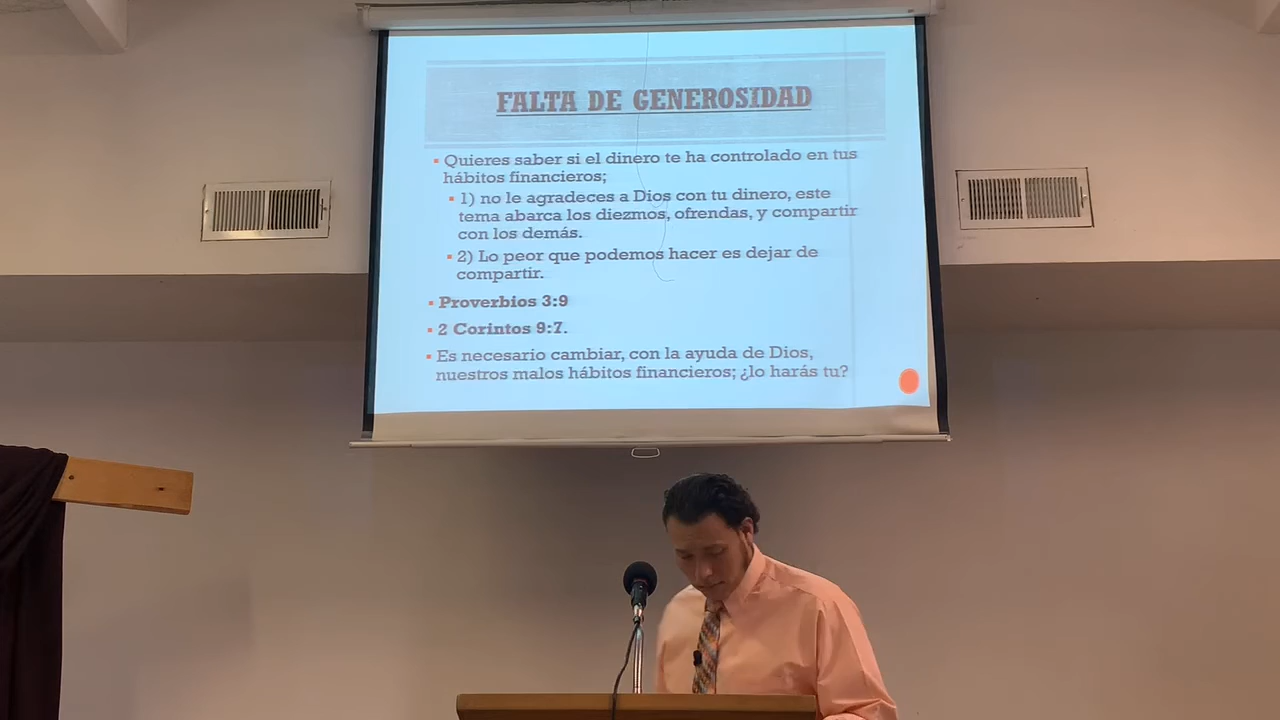 FALTA DE GENEROSIDAD
Quieres saber si el dinero te ha controlado en tus
hábitos financieros;
1) no le agradeces a Dios con tu dinero, este
tema abarca los diezmos, ofrendas, y compartir
con los demás.
2) Lo peor que podemos hacer es dejar de
compartir.
Proverbios 3:9
2 Corintos 9:7.
Es necesario cambiar, con la ayuda de Dios,
nuestros malos hábitos financieros; ¿lo harás tu?